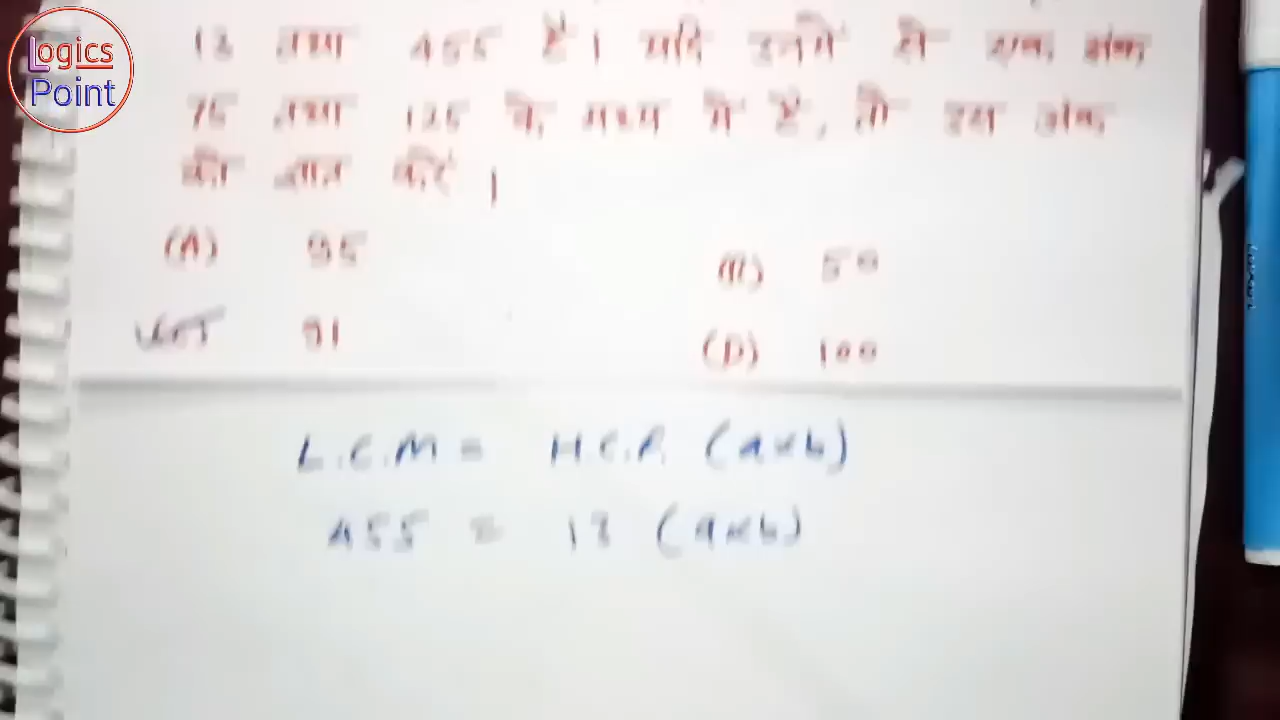 Logics
Point
13 तथा 455 है। यदि उनमें से एक अंक
75 तथा 125 के मध्य में है, तो उस अंक
को ज्ञात करें ।
(A) 95 (B) 50
91 (D) 100
L.C.M = H.C.F. (a×b)
455 = 13 (a×b)